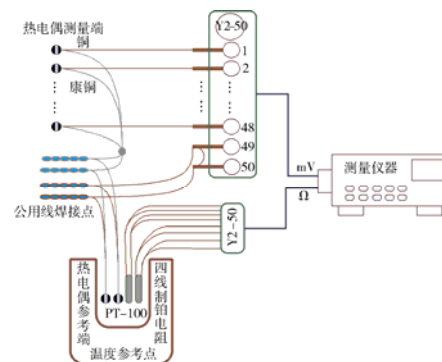 热电偶测量端
铜
康铜
Y2-50
1
2
48
49
50
mV
Ω
测量仪器
公用线焊接点
Y2-50
热电偶参考端
四线制铂电阻
PT-100
温度参考点